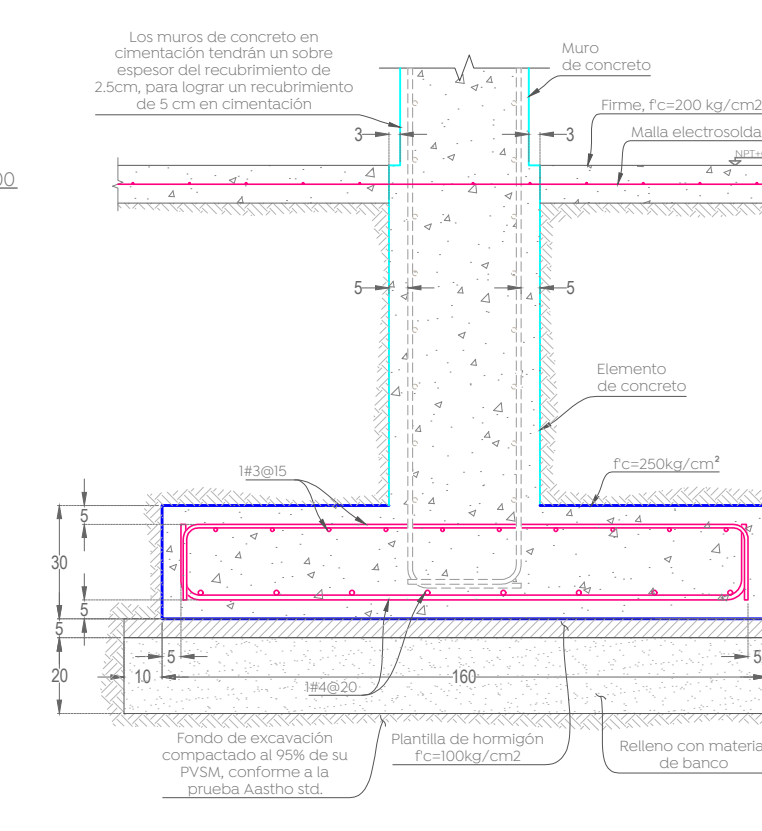 Los muros de concreto en
cimentación tendrán un sobre
espesor del recubrimiento de
2.5cm, para lograr un recubrimiento
de 5 cm en cimentación
Muro
de concreto
Firme, f'c=200 kg/cm2
3
3
Malla electrosolda
00
5
5
Elemento
de concreto
1#3@15
f'c=250kg/cm²
5
30
5
5
20
10
5
160
5
1#4@20
Fondo de excavación
compactado al 95% de su
PVSM, conforme a la
prueba Aastho std.
Plantilla de hormigón
f'c=100kg/cm2
Relleno con materia
de banco